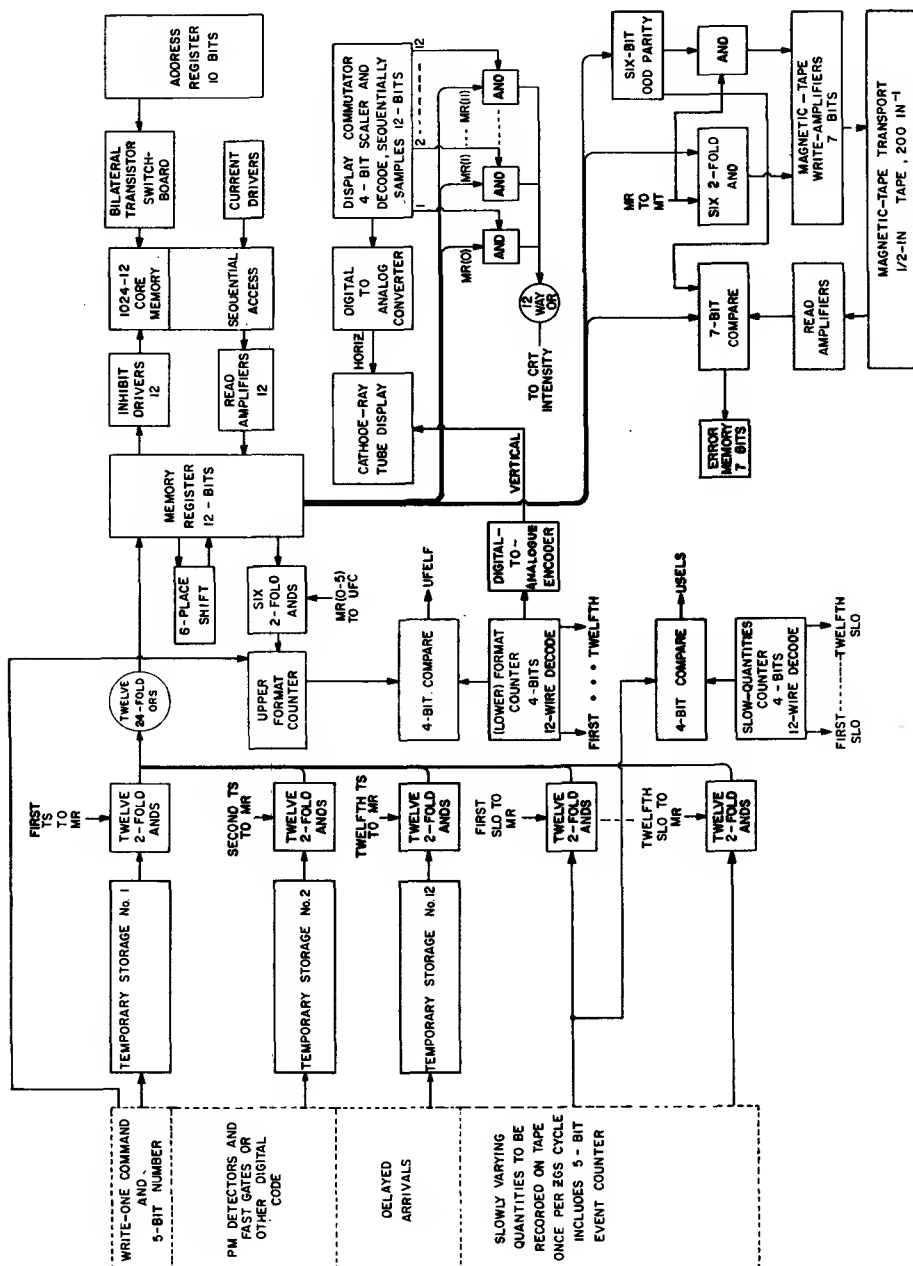 WRITE-ONE COMMAND
AND
5-BIT NUMBER
PM DETECTORS AND
FAST GATES OR
OTHER DIGITAL
CODE
DELAYED
ARRIVALS
SLOWLY VARYING
QUANTITIES TO BE
RECORDED ON TAPE
ONCE PER ZGS CYCLE
INCLUDES 5-BIT
EVENT COUNTER
TEMPORARY STORAGE No. 1
TEMPORARY STORAGE No.2
TEMPORARY STORAGE No.12
FIRST
TS
TO MR
TWELVE
2-FOLD
ANDS
SECOND TS
TO MR
TWELVE
2-FOLD
ANDS
TWELFTH TS
TO MR
TWELVE
2-FOLD
ANDS
FIRST
SLO TO
MR
TWELVE
2-FOLD
ANDS
TWELFTH
SLO TO
MR
TWELVE
2-FOLD
ANDS
TWELVE
24-FOLD
ORS
6-PLACE
SHIFT
UPPER
FORMAT
COUNTER
SIX
2-FOLD
ANDS
MR(0-5)
TO UFC
4-BIT. COMPARE
UFELF
(LOWER) FORMAT
COUNTER
4-BITS
12-WIRE DECODE
FIRST • • • TWELFTH
4-BIT COMPARE
USELS
SLOW-QUANTITIES
COUNTER
4-BITS
12-WIRE DECODE
FIRST
SLO
TWELFTH
SLO
MEMORY
REGISTER
12-BITS
DIGITAL-
TO-
ANALOGUE
ENCODER
VERTICAL
INHIBIT
DRIVERS
12
READ
AMPLIFIERS
12
1024-12
CORE
MEMORY
SEQUENTIAL
ACCESS
BILATERAL
TRANSISTOR
SWITCH-
BOARD
CURRENT
DRIVERS
ADDRESS
REGISTER
10 BITS
CATHODE-RAY
TUBE DISPLAY
HORIZ
DIGITAL
TO
ANALOG
CONVERTER
DISPLAY COMMUTATOR
4-BIT SCALER AND
DECODE, SEQUENTIALLY
SAMPLES 12-BITS
1
2
12
MR(0)
MR(1)
MR(11)
AND
AND
AND
12
WAY
OR
TO CRT
INTENSITY
SIX-BIT
ODD PARITY
MR
TO
MT
SIX 2-FOLD
AND
AND
7-BIT
COMPARE
ERROR
MEMORY
7 BITS
READ
AMPLIFIERS
MAGNETIC-TAPE
WRITE-AMPLIFIERS
7 BITS
MAGNETIC-TAPE TRANSPORT
1/2-IN TAPE, 200 IN⁻¹